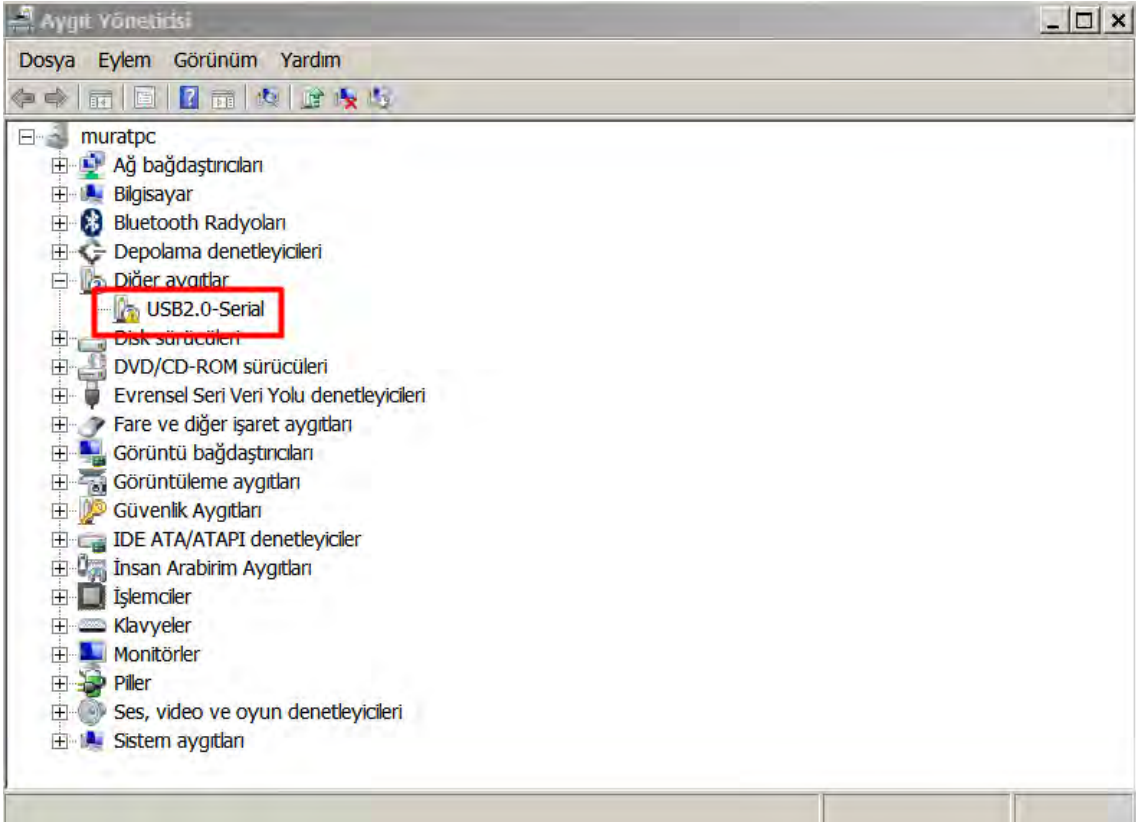 Aygıt Yöneticisi
Dosya Eylem Görünüm Yardım
muratpc
Ağ bağdaştırıcıları
Bilgisayar
Bluetooth Radyoları
Depolama denetleyicileri
Diğer aygıtlar
USB2.0-Serial
Disk sürücüleri
DVD/CD-ROM sürücüleri
Evrensel Seri Veri Yolu denetleyicileri
Fare ve diğer işaret aygıtları
Görüntü bağdaştırıcıları
Görüntüleme aygıtları
Güvenlik Aygıtları
IDE ATA/ATAPI denetleyiciler
İnsan Arabirim Aygıtları
İşlemciler
Klavyeler
Monitörler
Piller
Ses, video ve oyun denetleyicileri
Sistem aygıtları